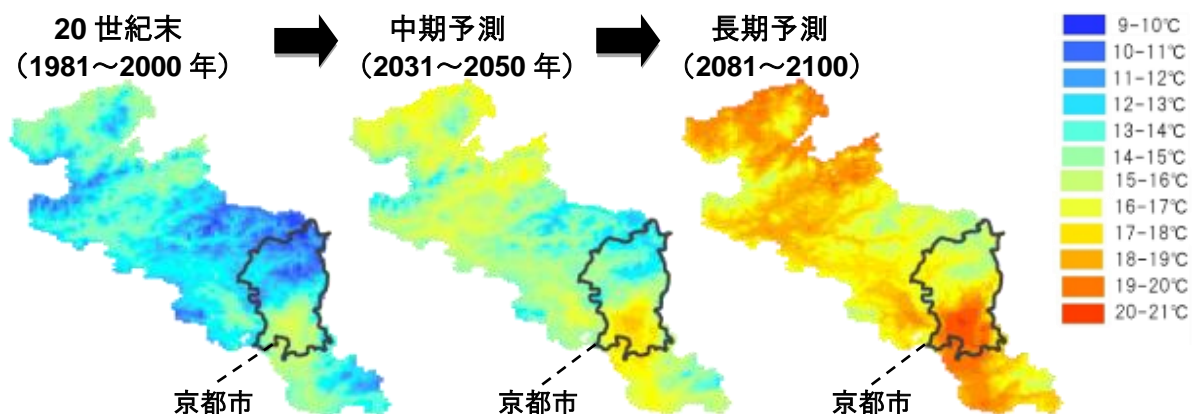 20 世紀末
（1981～2000 年）
中期予測
（2031～2050 年）
長期予測
（2081～2100）
9-10℃
10-11℃
11-12℃
12-13℃
13-14℃
14-15℃
15-16℃
16-17℃
17-18℃
18-19℃
19-20℃
20-21℃
京都市
京都市
京都市